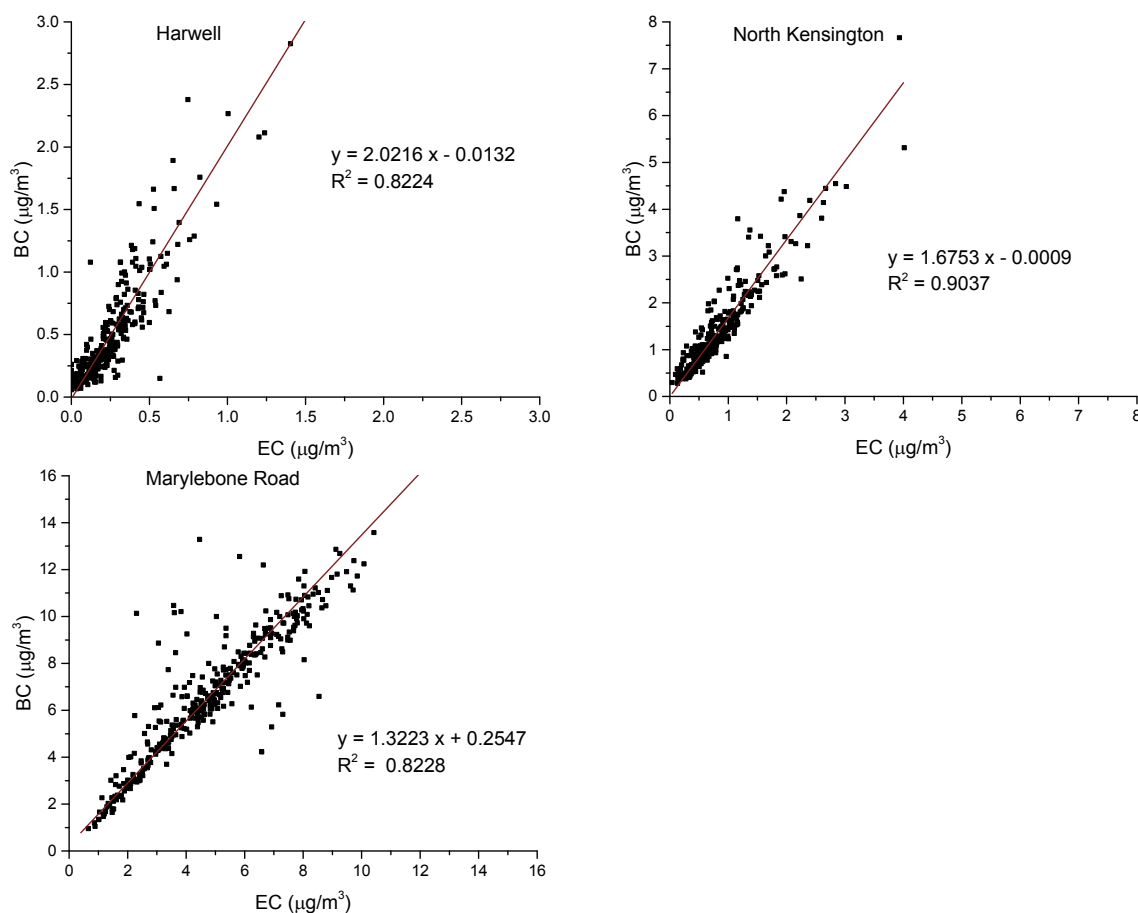 Harwell
3.0
2.5
2.0
1.5
1.0
0.5
0.0
BC (μg/m³)
y = 2.0216 x - 0.0132
R² = 0.8224
0.0 0.5 1.0 1.5 2.0 2.5 3.0
EC (μg/m³)
North Kensington
8
7
6
5
4
3
2
1
0
BC (μg/m³)
y = 1.6753 x - 0.0009
R² = 0.9037
0 1 2 3 4 5 6 7 8
EC (μg/m³)
Marylebone Road
16
14
12
10
8
6
4
2
0
BC (μg/m³)
y = 1.3223 x + 0.2547
R² = 0.8228
0 2 4 6 8 10 12 14 16
EC (μg/m³)